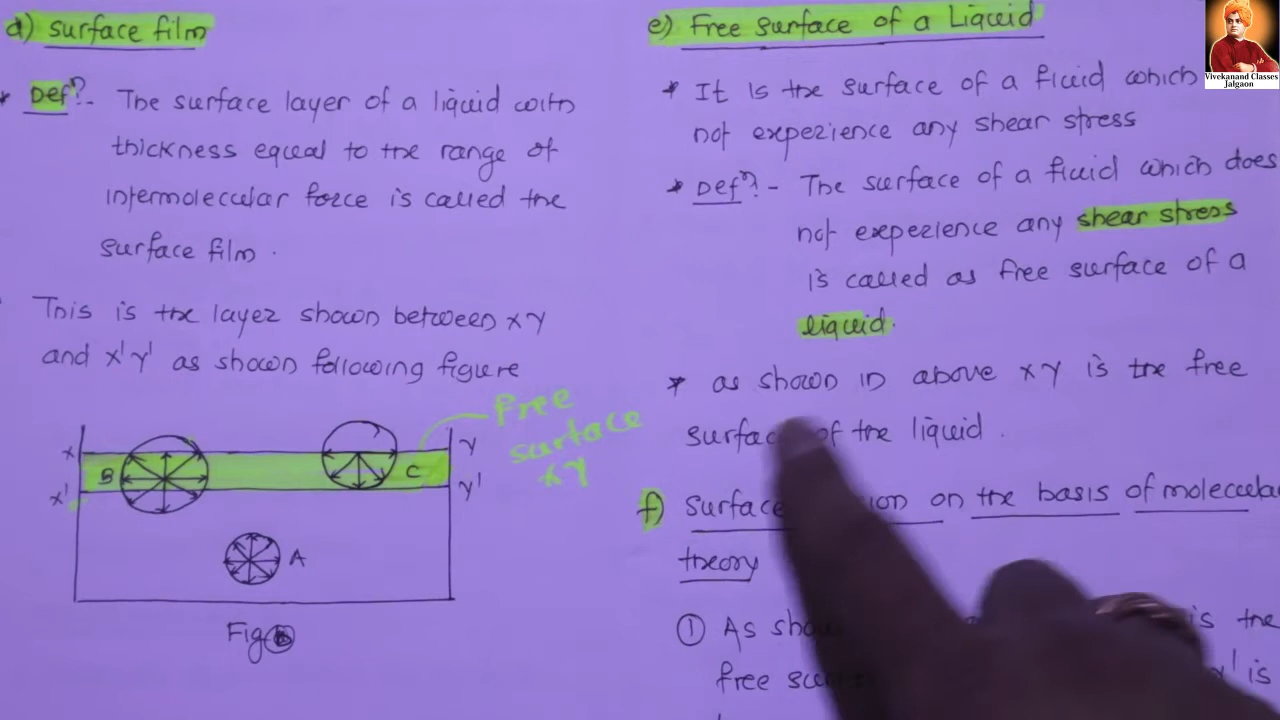 d) surface film
* Defn:- The surface layer of a liquid with
thickness equal to the range of
intermolecular force is called the
surface film.
This is the layer shown between xy
and x'y' as shown following figure
x
y
B
C
x'
y'
A
Fig
free
surface
xy
e) Free surface of a Liquid
* It is the surface of a fluid which
not experience any shear stress
* Defn:- The surface of a fluid which does
not experience any shear stress
is called as free surface of a
liquid.
* as shown in above xy is the free
of the liquid.
f) Surface on the basis of molecular
theory
① As is the
free x' is
Vivekanand Classes
Jalgaon